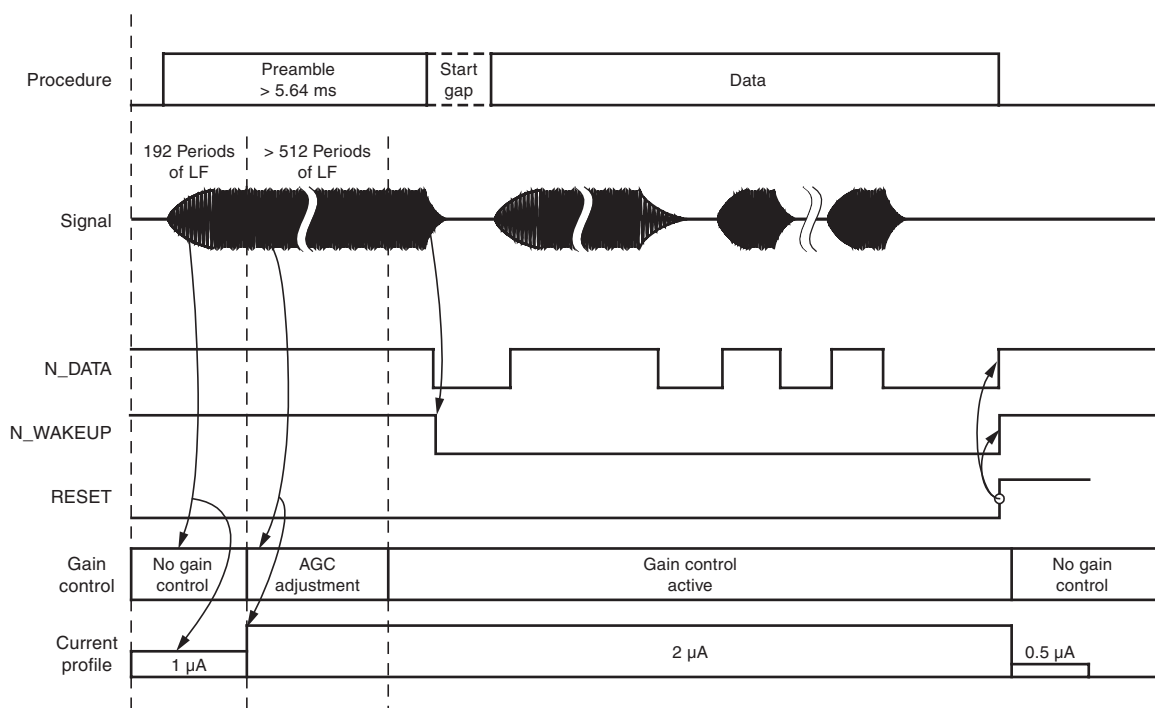 Procedure
Preamble
> 5.64 ms
Start
gap
Data
192 Periods
of LF
> 512 Periods
of LF
Signal
N_DATA
N_WAKEUP
RESET
Gain
control
No gain
control
AGC
adjustment
Gain control
active
No gain
control
Current
profile
1 µA
2 µA
0.5 µA